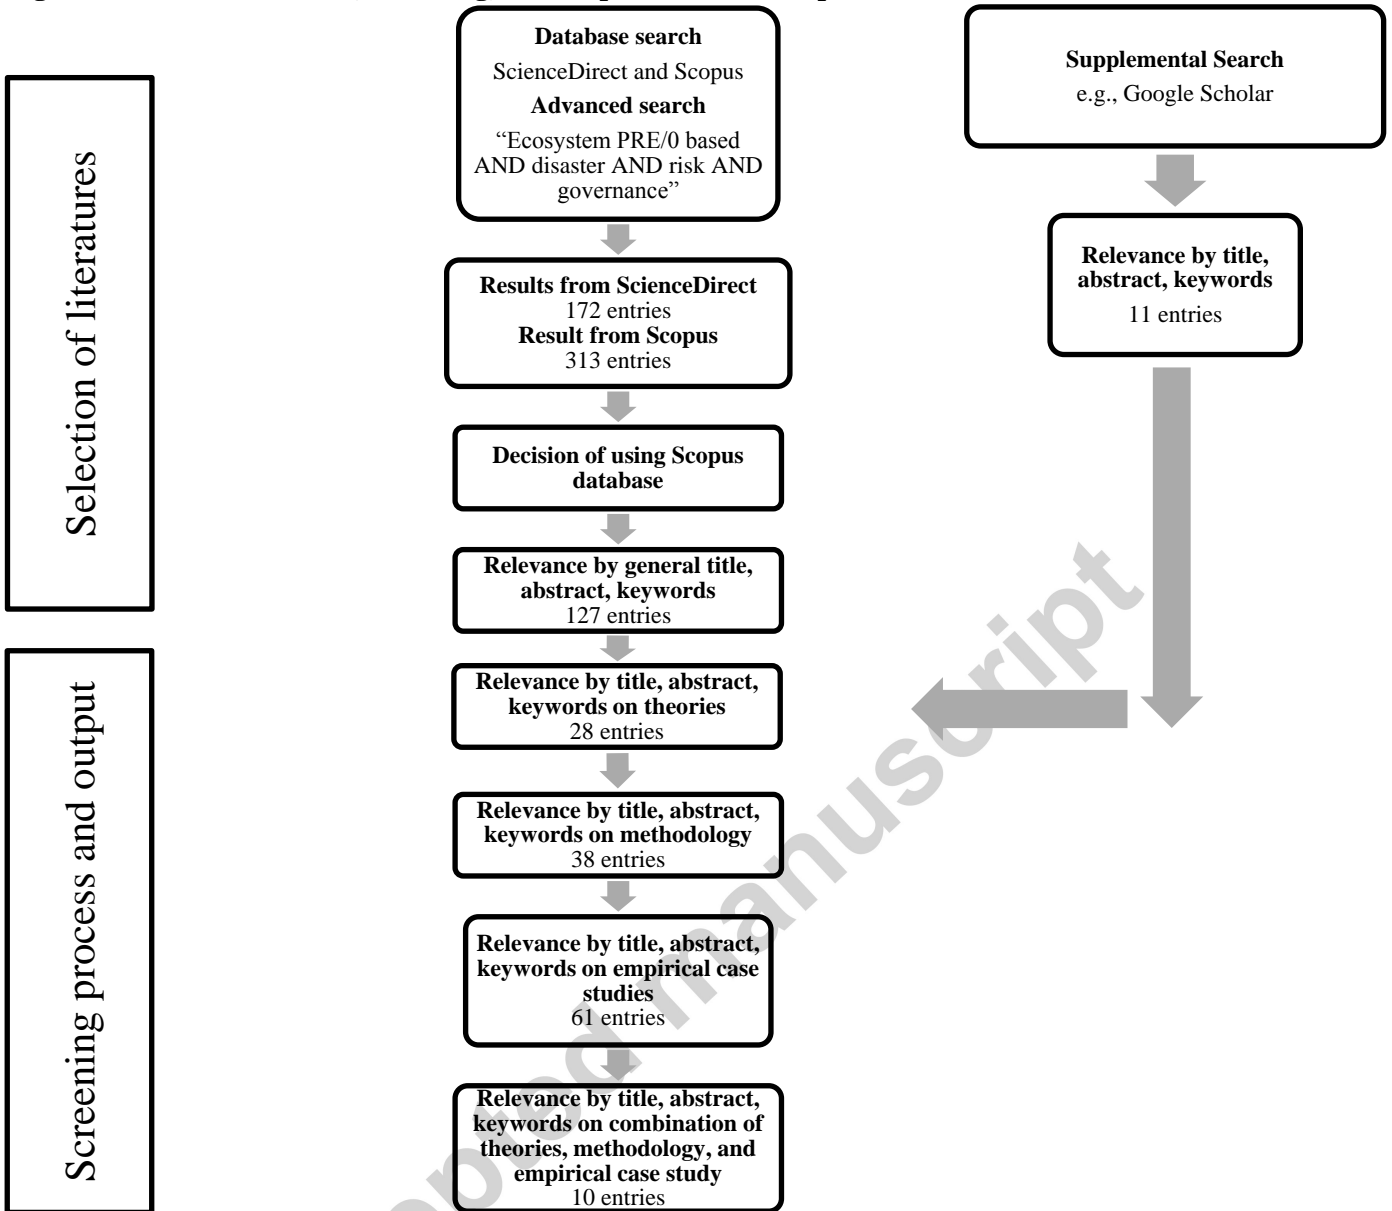 Database search
ScienceDirect and Scopus
Advanced search
“Ecosystem PRE/0 based
AND disaster AND risk AND
governance”
Supplemental Search
e.g., Google Scholar
Selection of literatures
Results from ScienceDirect
172 entries
Result from Scopus
313 entries
Relevance by title,
abstract, keywords
11 entries
Decision of using Scopus
database
Relevance by general title,
abstract, keywords
127 entries
Screening process and output
Relevance by title, abstract,
keywords on theories
28 entries
Relevance by title, abstract,
keywords on methodology
38 entries
Relevance by title, abstract,
keywords on empirical case
studies
61 entries
Relevance by title, abstract,
keywords on combination of
theories, methodology, and
empirical case study
10 entries
pted manuscript